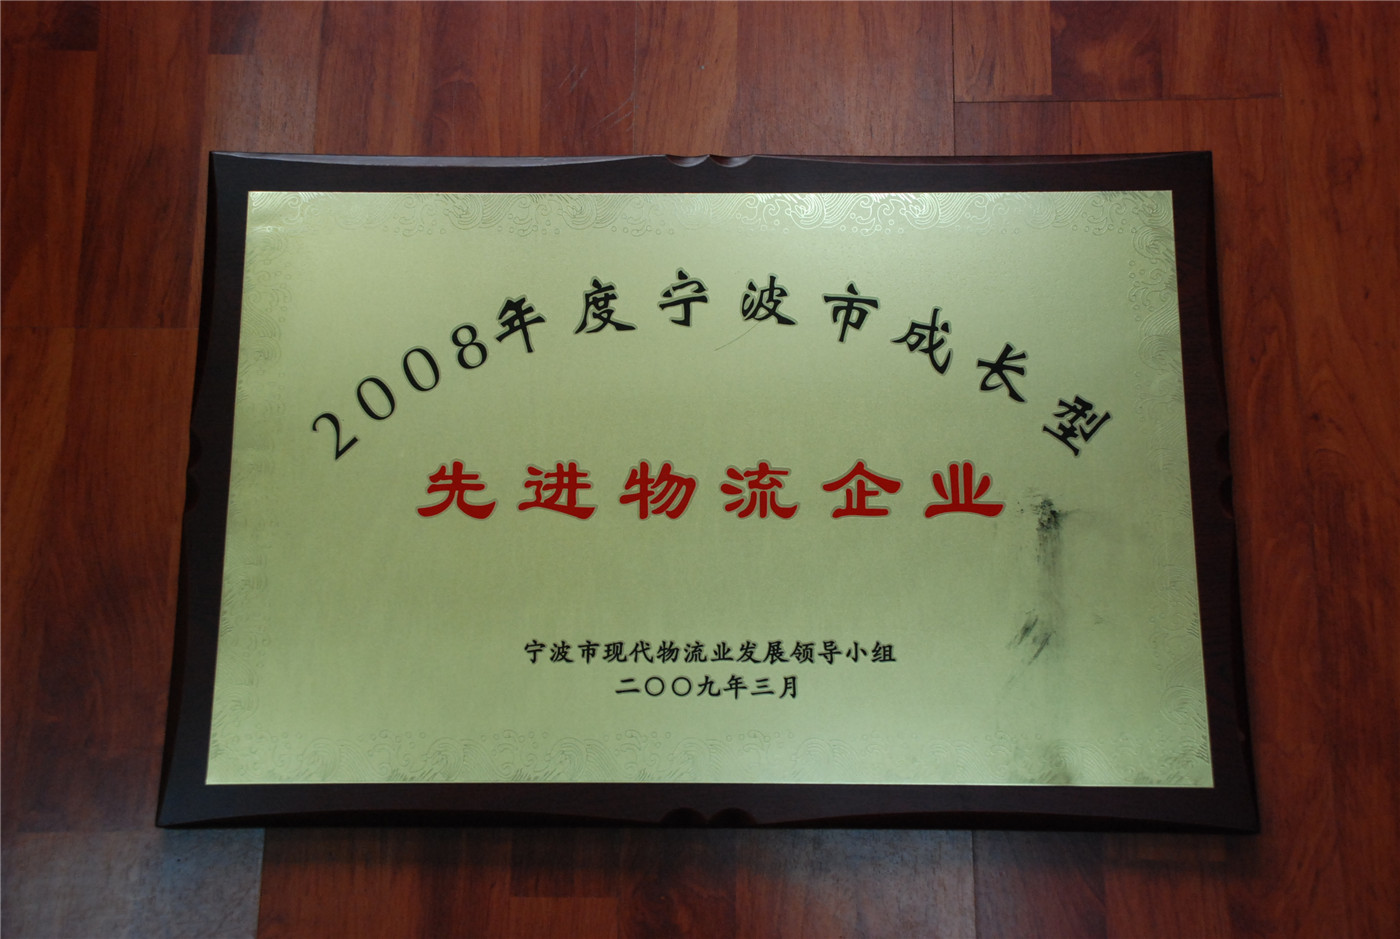 2008年度宁波市成长型
先进物流企业
宁波市现代物流业发展领导小组
二〇〇九年三月